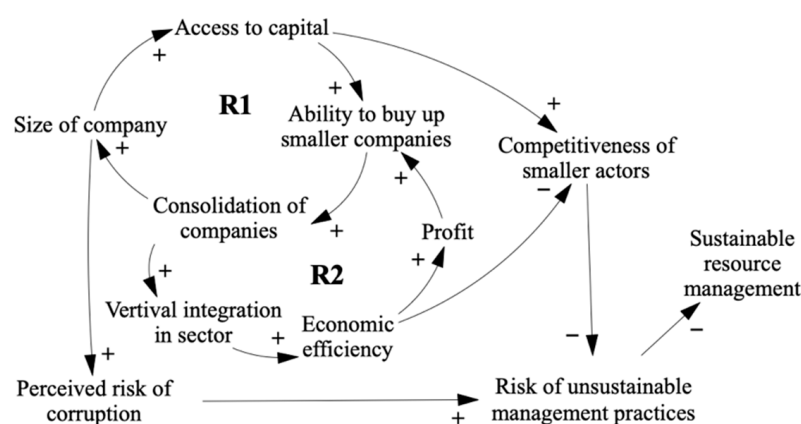 Access to capital
+
+
R1
+
Size of company
+
Ability to buy up
smaller companies
Competitiveness of
smaller actors
+
−
Consolidation of
companies
+
Profit
Sustainable
resource
management
+
+
R2
Vertival integration
in sector
+
Economic
efficiency
−
−
+
Perceived risk of
corruption
+
Risk of unsustainable
management practices